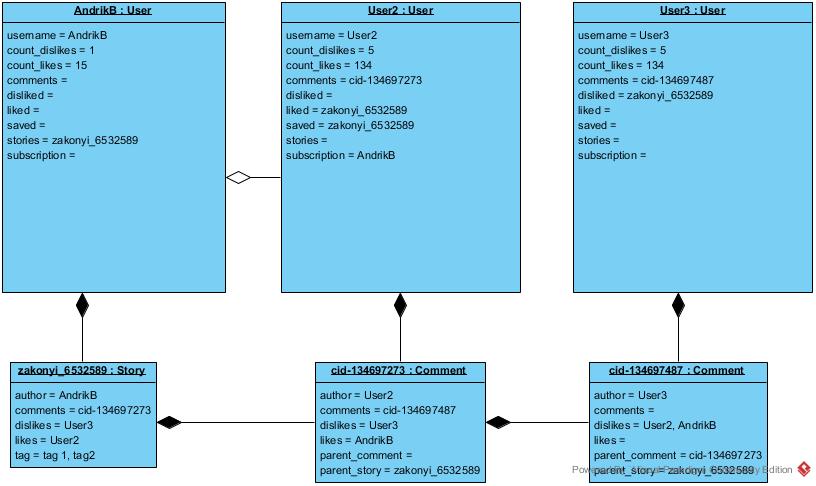 AndrikB : User
username = AndrikB
count_dislikes = 1
count_likes = 15
comments =
disliked =
liked =
saved =
stories = zakonyi_6532589
subscription =
User2 : User
username = User2
count_dislikes = 5
count_likes = 134
comments = cid-134697273
disliked =
liked = zakonyi_6532589
saved = zakonyi_6532589
stories =
subscription = AndrikB
User3 : User
username = User3
count_dislikes = 5
count_likes = 134
comments = cid-134697487
disliked = zakonyi_6532589
liked =
saved =
stories =
subscription =
zakonyi_6532589 : Story
author = AndrikB
comments = cid-134697273
dislikes = User3
likes = User2
tag = tag 1, tag2
cid-134697273 : Comment
author = User2
comments = cid-134697487
dislikes = User3
likes = AndrikB
parent_comment =
parent_story = zakonyi_6532589
cid-134697487 : Comment
author = User3
comments =
dislikes = User2, AndrikB
likes =
parent_comment = cid-134697273
parent_story = zakonyi_6532589
Edition